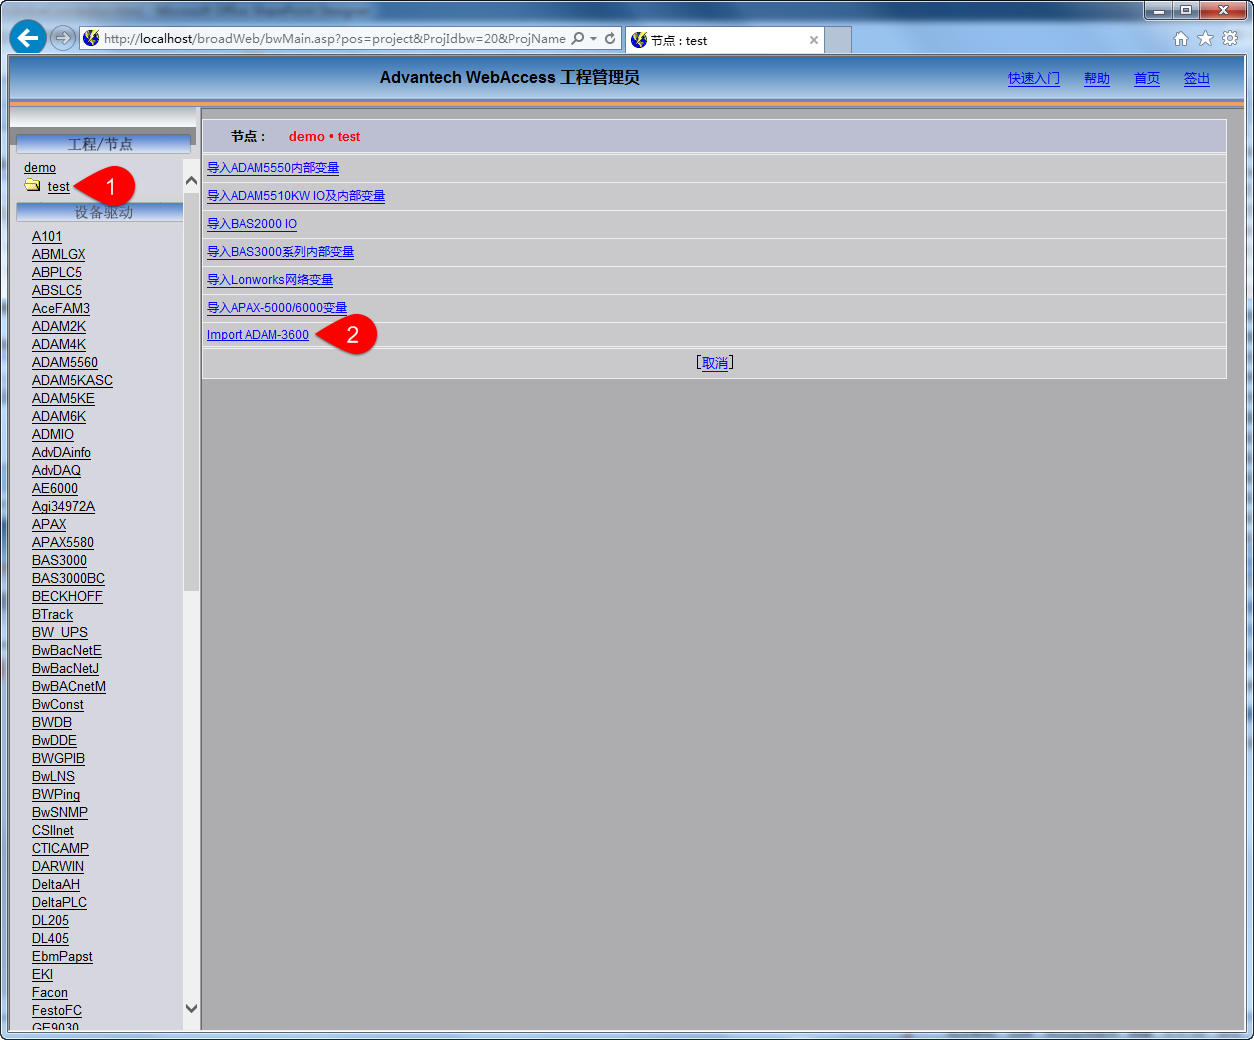 http://localhost/broadWeb/bwMain.asp?pos=project&ProjIdbw=20&ProjName
节点 : test
Advantech WebAccess 工程管理员
快速入门 帮助 首页 签出
工程/节点
demo
test
1
设备驱动
A101
ABMLGX
ABPLC5
ABSLC5
AceFAM3
ADAM2K
ADAM4K
ADAM5560
ADAM5KASC
ADAM5KE
ADAM6K
ADMIO
AdvDAinfo
AdvDAQ
AE6000
Agi34972A
APAX
APAX5580
BAS3000
BAS3000BC
BECKHOFF
BTrack
BW_UPS
BwBacNetE
BwBacNetJ
BwBACnetM
BwConst
BWDB
BwDDE
BWGPIB
BwLNS
BWPing
BwSNMP
CSIInet
CTICAMP
DARWIN
DeltaAH
DeltaPLC
DL205
DL405
EbmPapst
EKI
Facon
FestoFC
GE9030
节点 : demo • test
导入ADAM5550内部变量
导入ADAM5510KW IO及内部变量
导入BAS2000 IO
导入BAS3000系列内部变量
导入Lonworks网络变量
导入APAX-5000/6000变量
Import ADAM-3600
2
[取消]